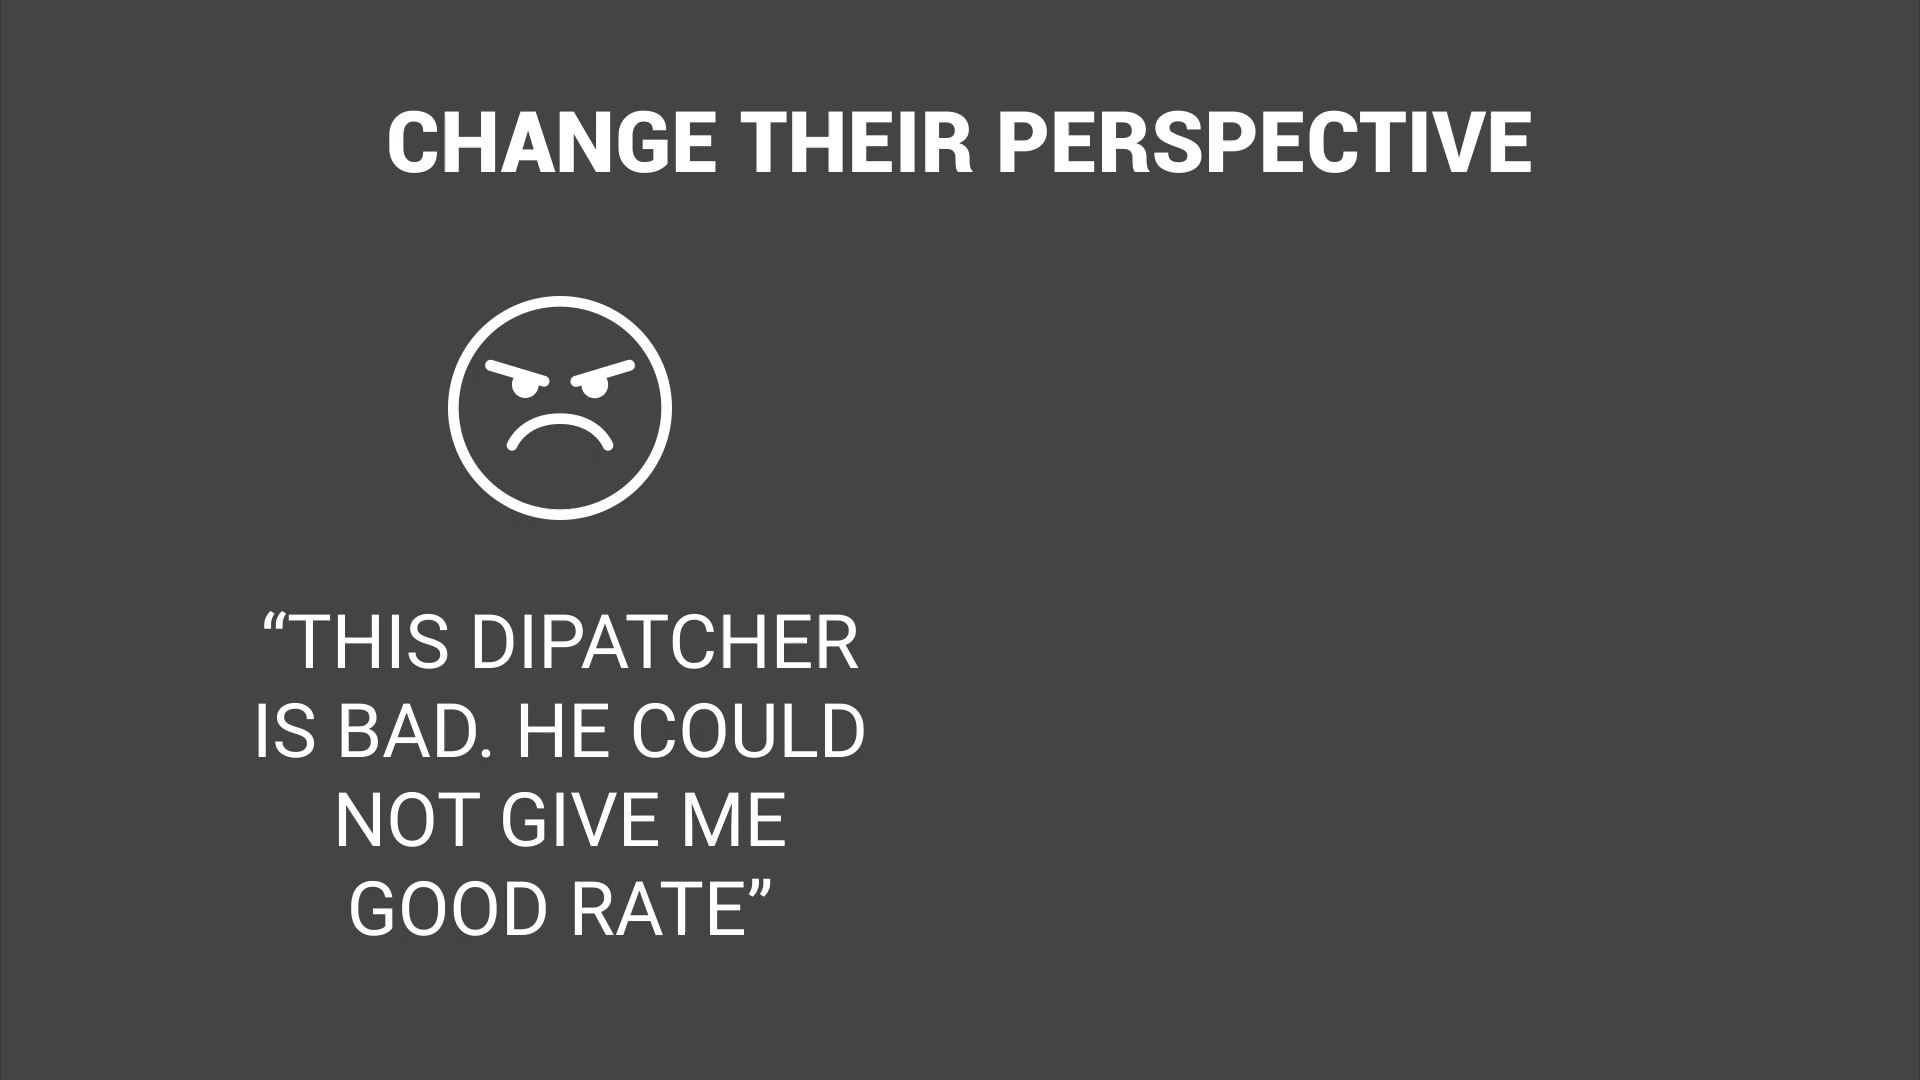 CHANGE THEIR PERSPECTIVE
“THIS DIPATCHER
IS BAD. HE COULD
NOT GIVE ME
GOOD RATE”